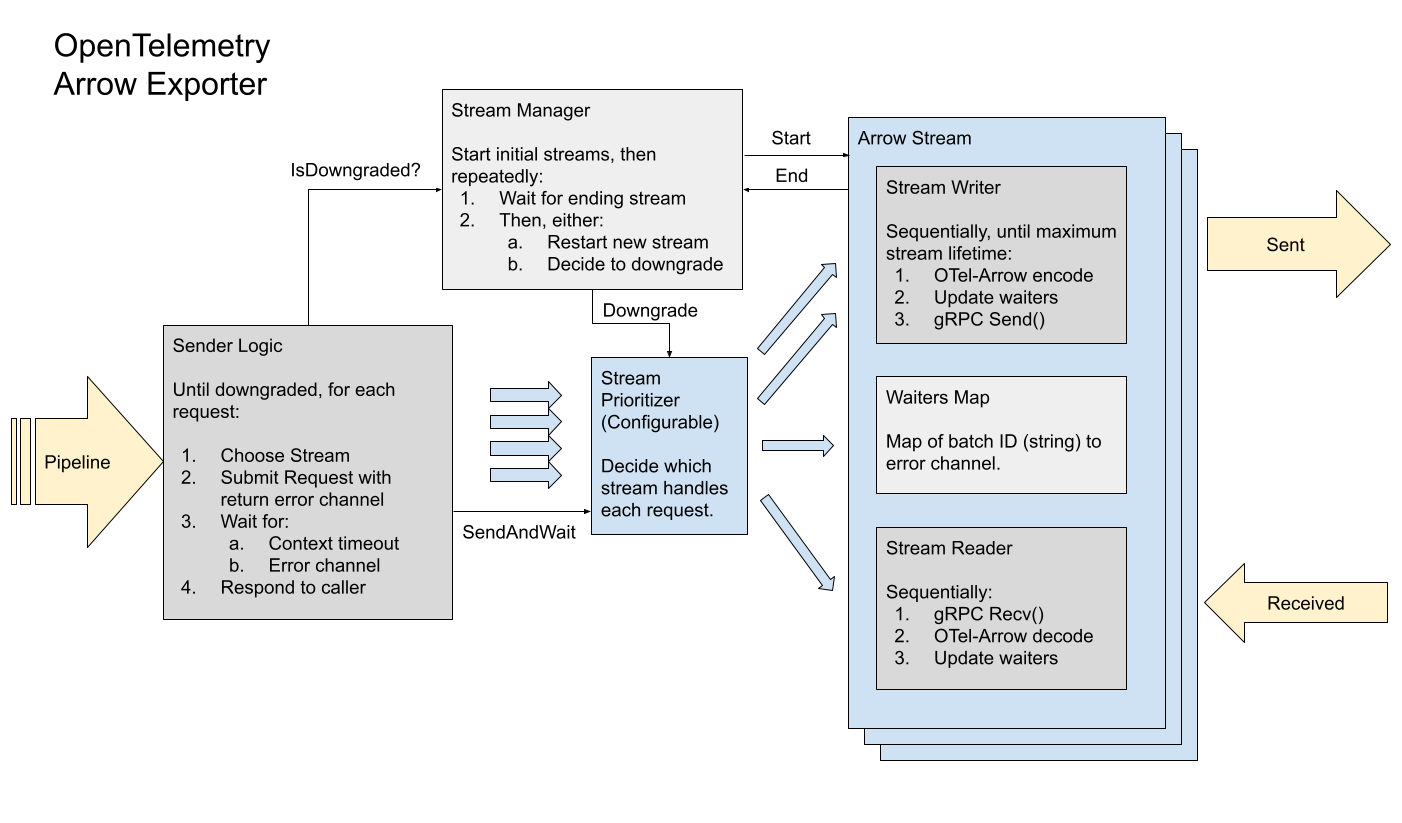 OpenTelemetry
Arrow Exporter
Stream Manager
Start initial streams, then
repeatedly:
1. Wait for ending stream
2. Then, either:
a. Restart new stream
b. Decide to downgrade
IsDowngraded?
Start
End
Downgrade
Sender Logic
Until downgraded, for each
request:
1. Choose Stream
2. Submit Request with
return error channel
3. Wait for:
a. Context timeout
b. Error channel
4. Respond to caller
Pipeline
SendAndWait
Stream
Prioritizer
(Configurable)
Decide which
stream handles
each request.
Arrow Stream
Stream Writer
Sequentially, until maximum
stream lifetime:
1. OTel-Arrow encode
2. Update waiters
3. gRPC Send()
Waiters Map
Map of batch ID (string) to
error channel.
Stream Reader
Sequentially:
1. gRPC Recv()
2. OTel-Arrow decode
3. Update waiters
Sent
Received